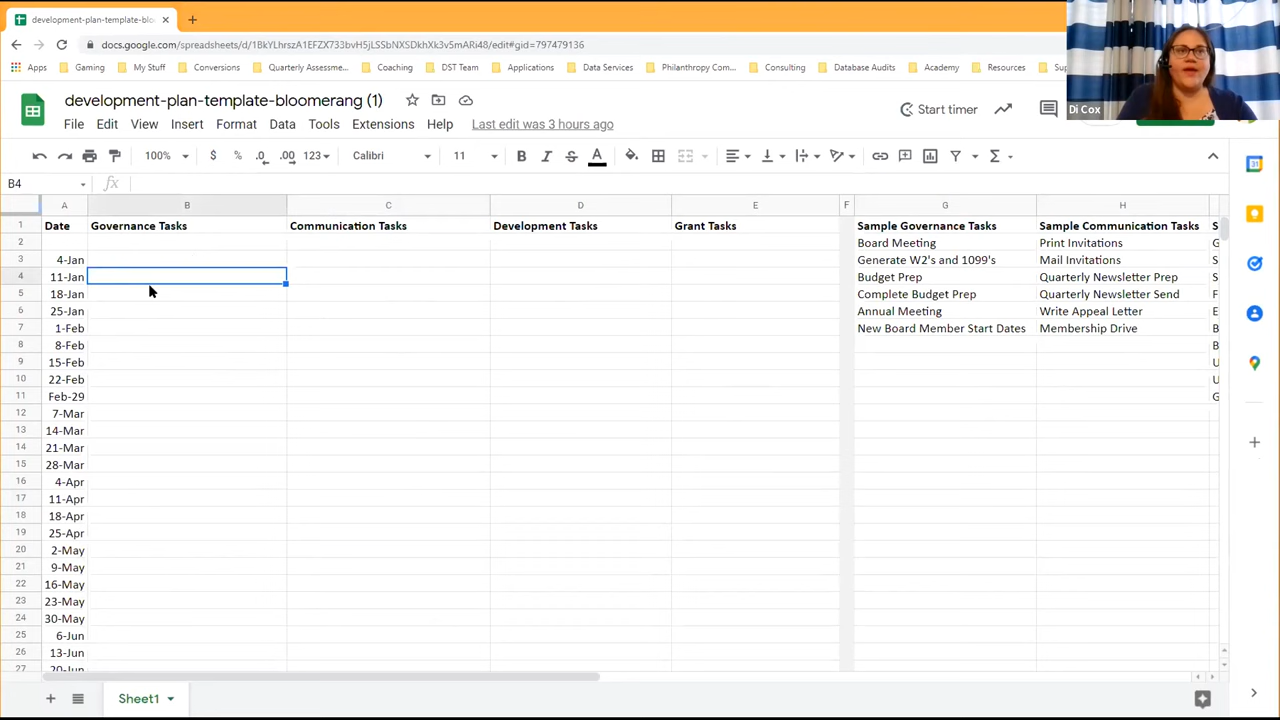 development-plan-template-bloo
docs.google.com/spreadsheets/d/1BkYLhrszA1EFZX733bvH5jLSSbNXSDkhXk3v5mARi48/edit#gid=797479136
Apps Gaming My Stuff Conversions Quarterly Assessme... Coaching DST Team Applications Data Services Philanthropy Com... Consulting Database Audits Academy Resources Su
Di Cox
development-plan-template-bloomerang (1)
Start timer
File Edit View Insert Format Data Tools Extensions Help Last edit was 3 hours ago
100% $ % .0 .00 123 Calibri 11 B I S A
B4 fx
A B C D E F G H
1 Date Governance Tasks Communication Tasks Development Tasks Grant Tasks Sample Governance Tasks Sample Communication Tasks S
2 Board Meeting Print Invitations G
3 4-Jan Generate W2's and 1099's Mail Invitations S
4 11-Jan Budget Prep Quarterly Newsletter Prep S
5 18-Jan Complete Budget Prep Quarterly Newsletter Send F
6 25-Jan Annual Meeting Write Appeal Letter E
7 1-Feb New Board Member Start Dates Membership Drive B
8 8-Feb B
9 15-Feb U
10 22-Feb U
11 Feb-29 G
12 7-Mar
13 14-Mar
14 21-Mar
15 28-Mar
16 4-Apr
17 11-Apr
18 18-Apr
19 25-Apr
20 2-May
21 9-May
22 16-May
23 23-May
24 30-May
25 6-Jun
26 13-Jun
27 20-Jun
Sheet1